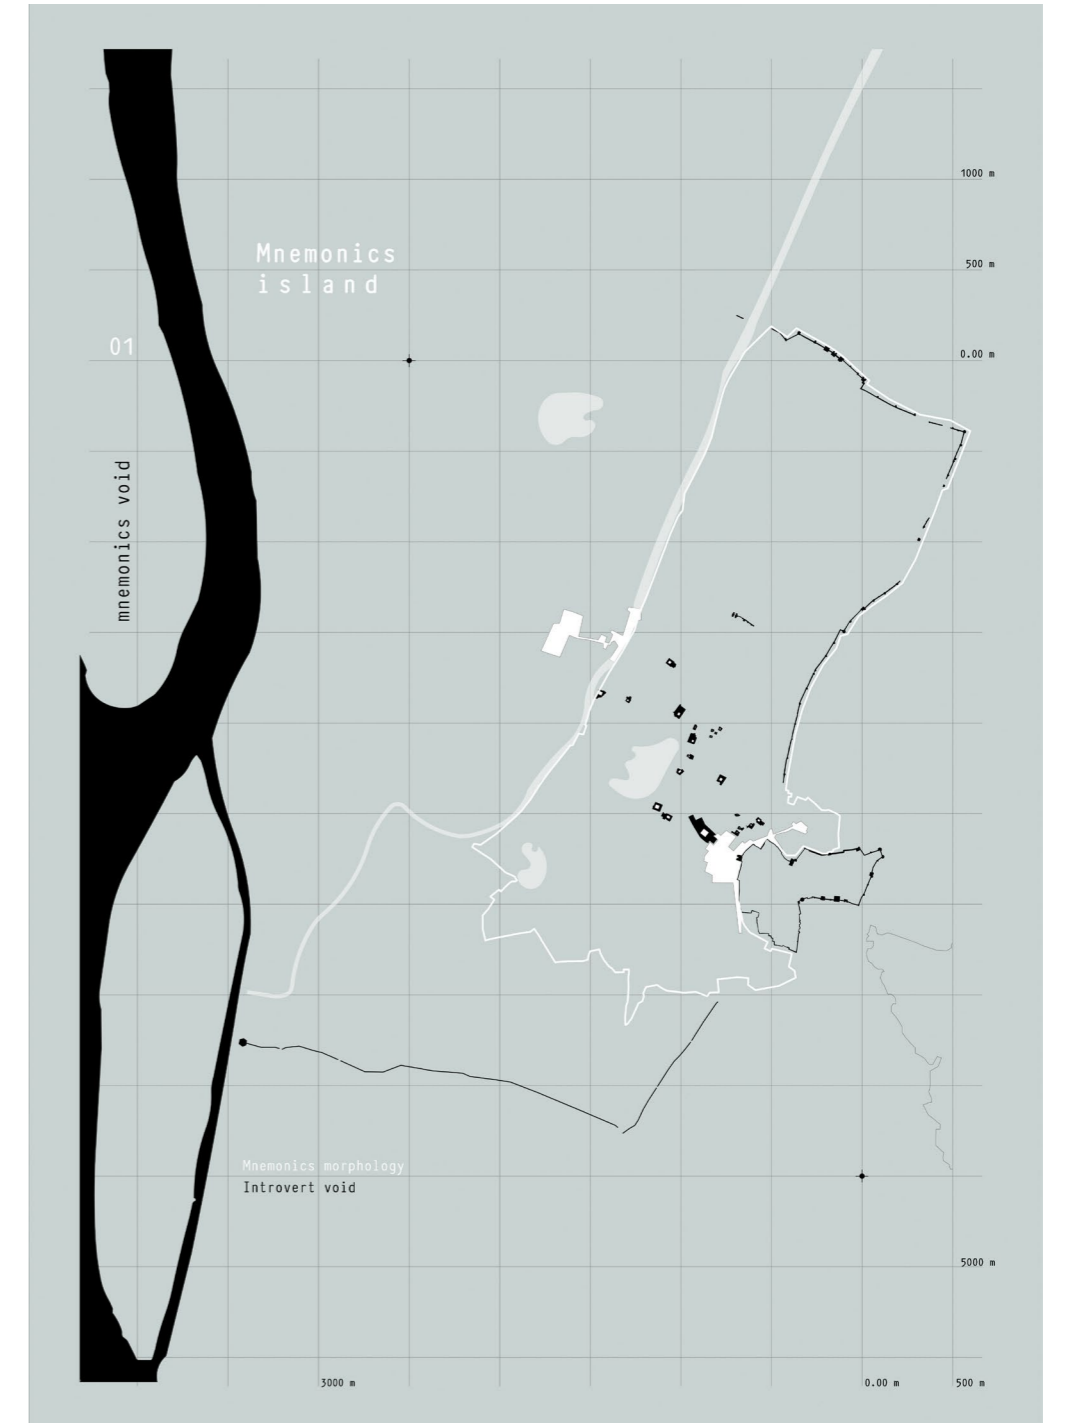 1000 m
Mnemonics
island
500 m
01
0.00 m
mnemonics void
Mnemonics morphology
Introvert void
5000 m
3000 m
0.00 m
500 m